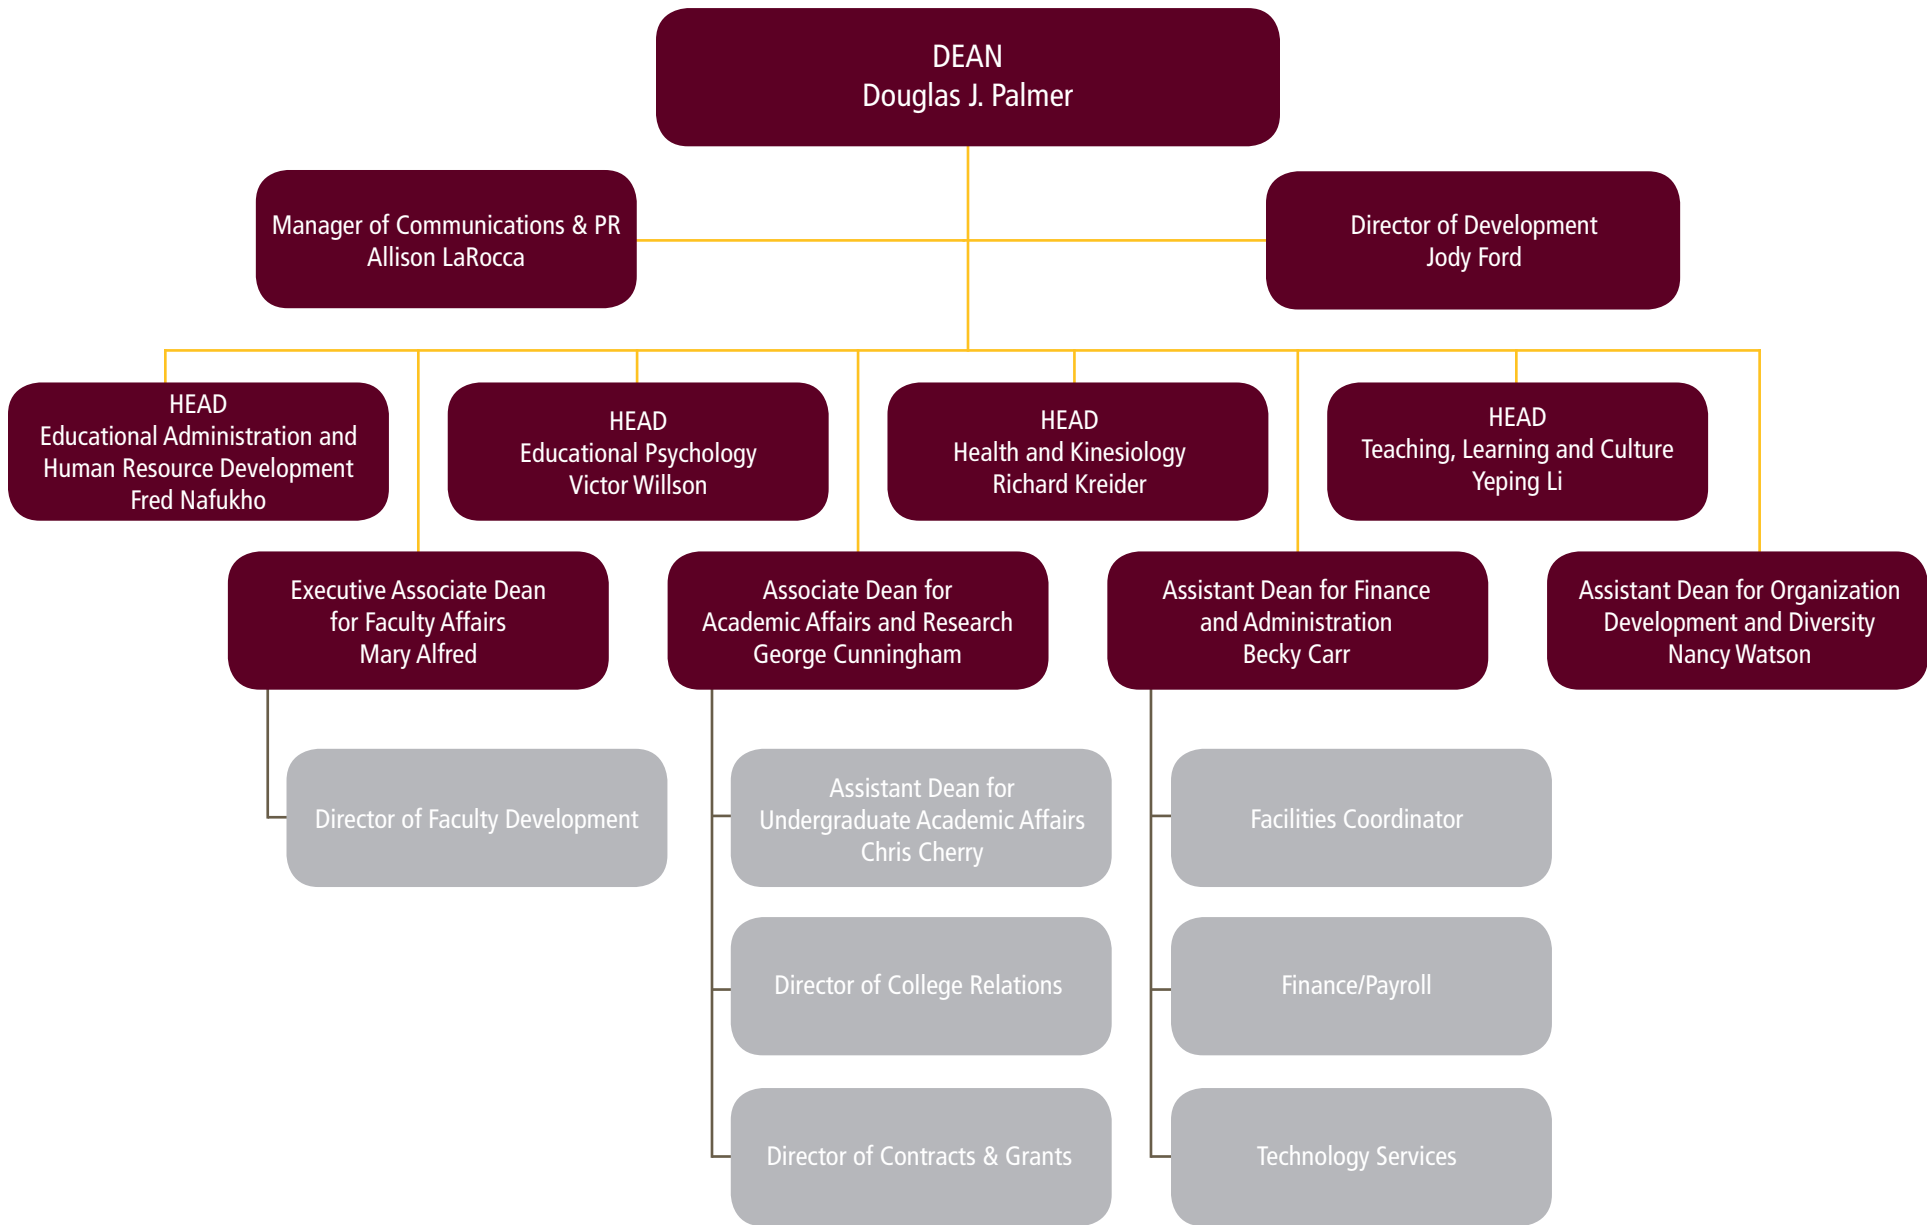 DEAN
Douglas J. Palmer
Manager of Communications & PR
Allison LaRocca
Director of Development
Jody Ford
HEAD
Educational Administration and
Human Resource Development
Fred Nafukho
HEAD
Educational Psychology
Victor Willson
HEAD
Health and Kinesiology
Richard Kreider
HEAD
Teaching, Learning and Culture
Yeping Li
Executive Associate Dean
for Faculty Affairs
Mary Alfred
Associate Dean for
Academic Affairs and Research
George Cunningham
Assistant Dean for Finance
and Administration
Becky Carr
Assistant Dean for Organization
Development and Diversity
Nancy Watson
Director of Faculty Development
Assistant Dean for
Undergraduate Academic Affairs
Chris Cherry
Facilities Coordinator
Director of College Relations
Finance/Payroll
Director of Contracts & Grants
Technology Services